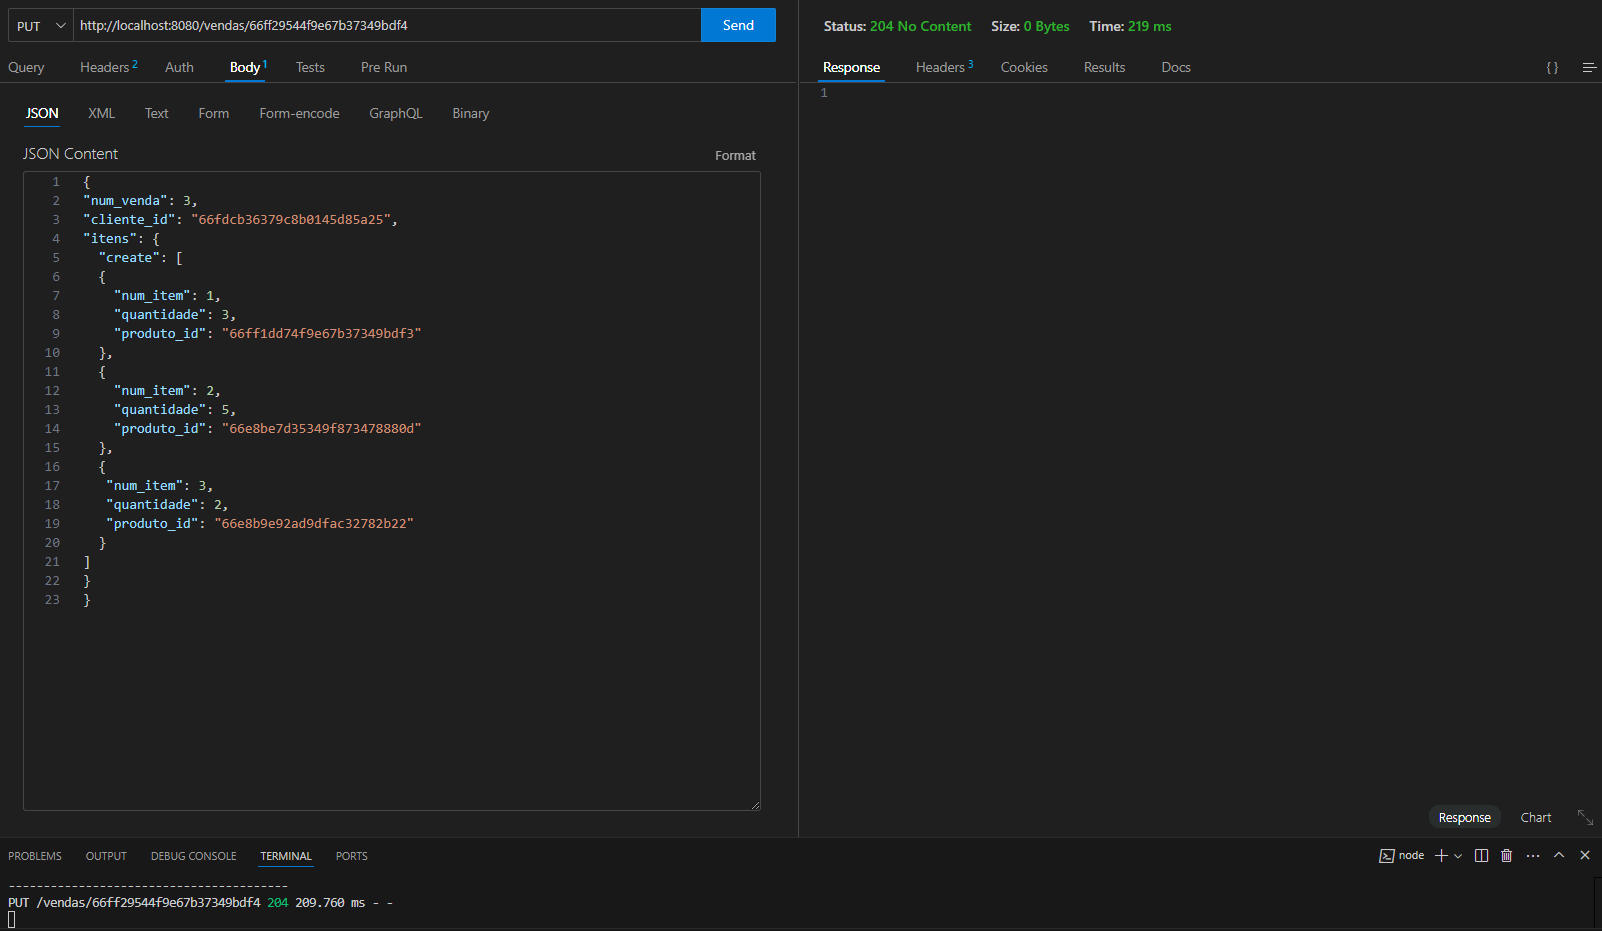 PUT http://localhost:8080/vendas/66ff29544f9e67b37349bdf4 Send
Query Headers 2 Auth Body 1 Tests Pre Run
JSON XML Text Form Form-encode GraphQL Binary
JSON Content Format
1 {
2 "num_venda": 3,
3 "cliente_id": "66fdcb36379c8b0145d85a25",
4 "itens": {
5 "create": [
6 {
7 "num_item": 1,
8 "quantidade": 3,
9 "produto_id": "66ff1dd74f9e67b37349bdf3"
10 },
11 {
12 "num_item": 2,
13 "quantidade": 5,
14 "produto_id": "66e8be7d35349f873478880d"
15 },
16 {
17 "num_item": 3,
18 "quantidade": 2,
19 "produto_id": "66e8b9e92ad9dfac32782b22"
20 }
21 ]
22 }
23 }
Status: 204 No Content Size: 0 Bytes Time: 219 ms
Response Headers 3 Cookies Results Docs { }
1
Response Chart
PROBLEMS OUTPUT DEBUG CONSOLE TERMINAL PORTS node
----------------------------------------
PUT /vendas/66ff29544f9e67b37349bdf4 204 209.760 ms - -